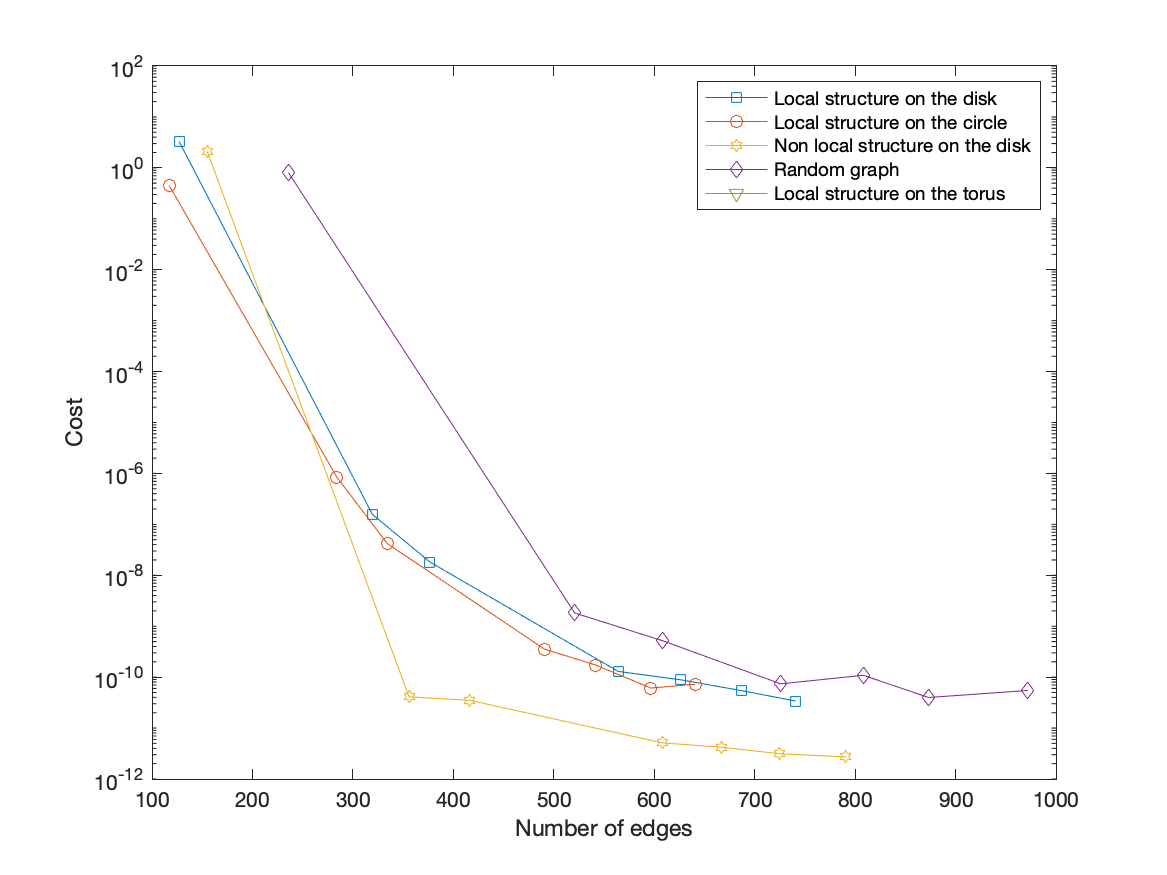 Local structure on the disk
Local structure on the circle
Non local structure on the disk
Random graph
Local structure on the torus
10^2
10^0
10^-2
10^-4
10^-6
10^-8
10^-10
10^-12
Cost
100 200 300 400 500 600 700 800 900 1000
Number of edges